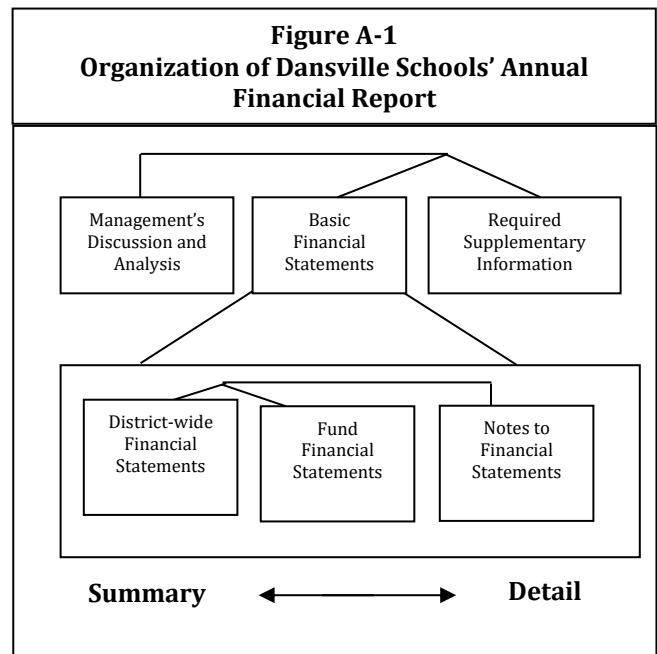 Figure A-1
Organization of Dansville Schools’ Annual
Financial Report
Management’s
Discussion and
Analysis
Basic
Financial
Statements
Required
Supplementary
Information
District-wide
Financial
Statements
Fund
Financial
Statements
Notes to
Financial
Statements
Summary
Detail